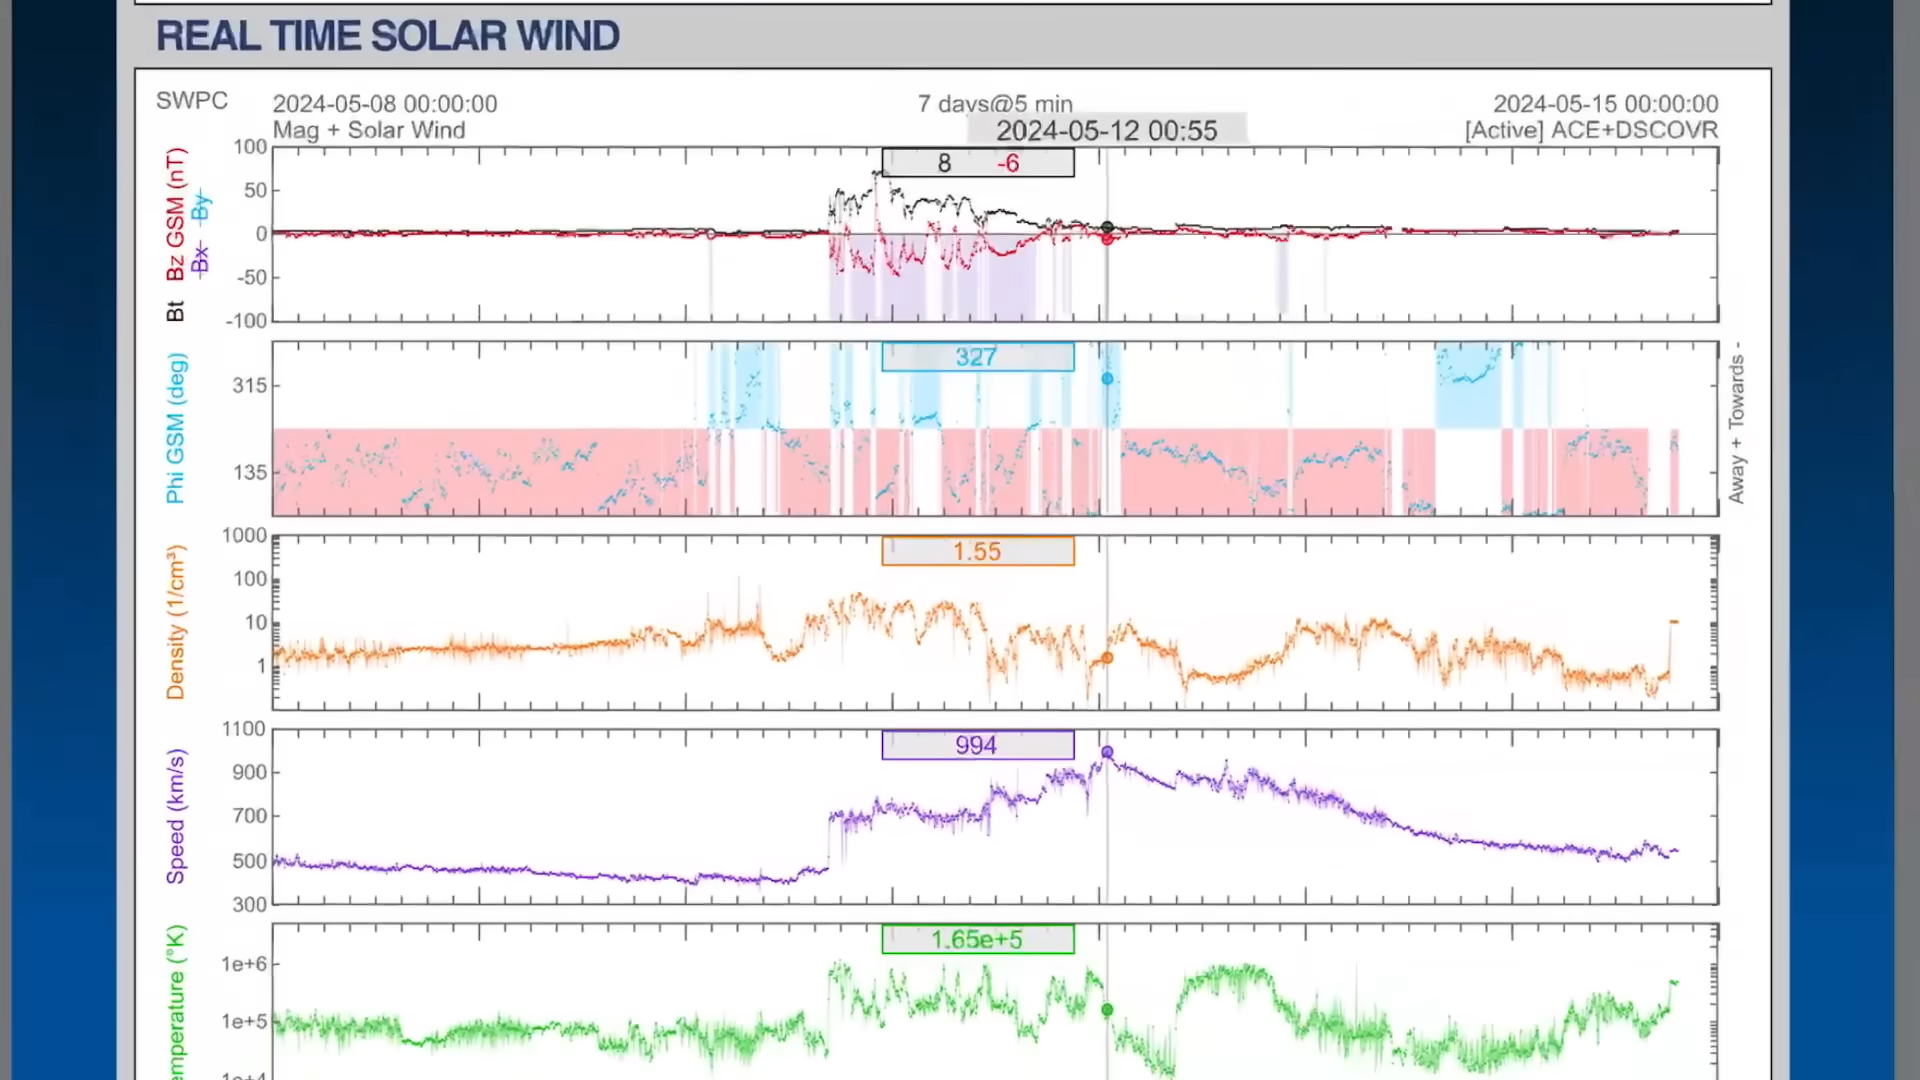 REAL TIME SOLAR WIND
SWPC
2024-05-08 00:00:00
7 days@5 min
2024-05-15 00:00:00
Mag + Solar Wind
2024-05-12 00:55
[Active] ACE+DSCOVR
Bt Bz GSM (nT)
Bx By
100
50
0
-50
-100
8 -6
Phi GSM (deg)
315
135
327
Away + Towards -
Density (1/cm³)
1000
100
10
1
1.55
Speed (km/s)
1100
900
700
500
300
994
emperature (°K)
1e+6
1e+5
1e+4
1.65e+5